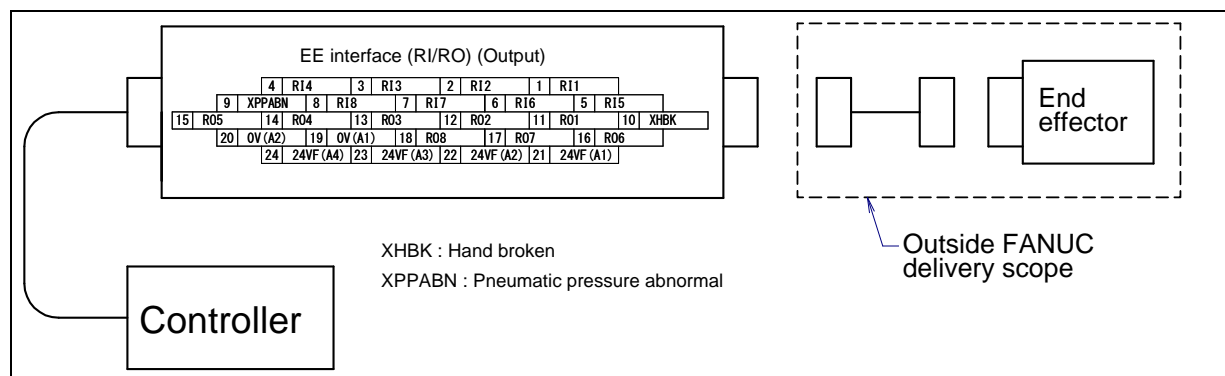 EE interface (RI/RO) (Output)
4 RI4 3 RI3 2 RI2 1 RI1
9 XPPABN 8 RI8 7 RI7 6 RI6 5 RI5
15 RO5 14 RO4 13 RO3 12 RO2 11 RO1 10 XHBK
20 0V(A2) 19 0V(A1) 18 RO8 17 RO7 16 RO6
24 24VF(A4) 23 24VF(A3) 22 24VF(A2) 21 24VF(A1)
End
effector
XHBK : Hand broken
XPPABN : Pneumatic pressure abnormal
Outside FANUC
delivery scope
Controller